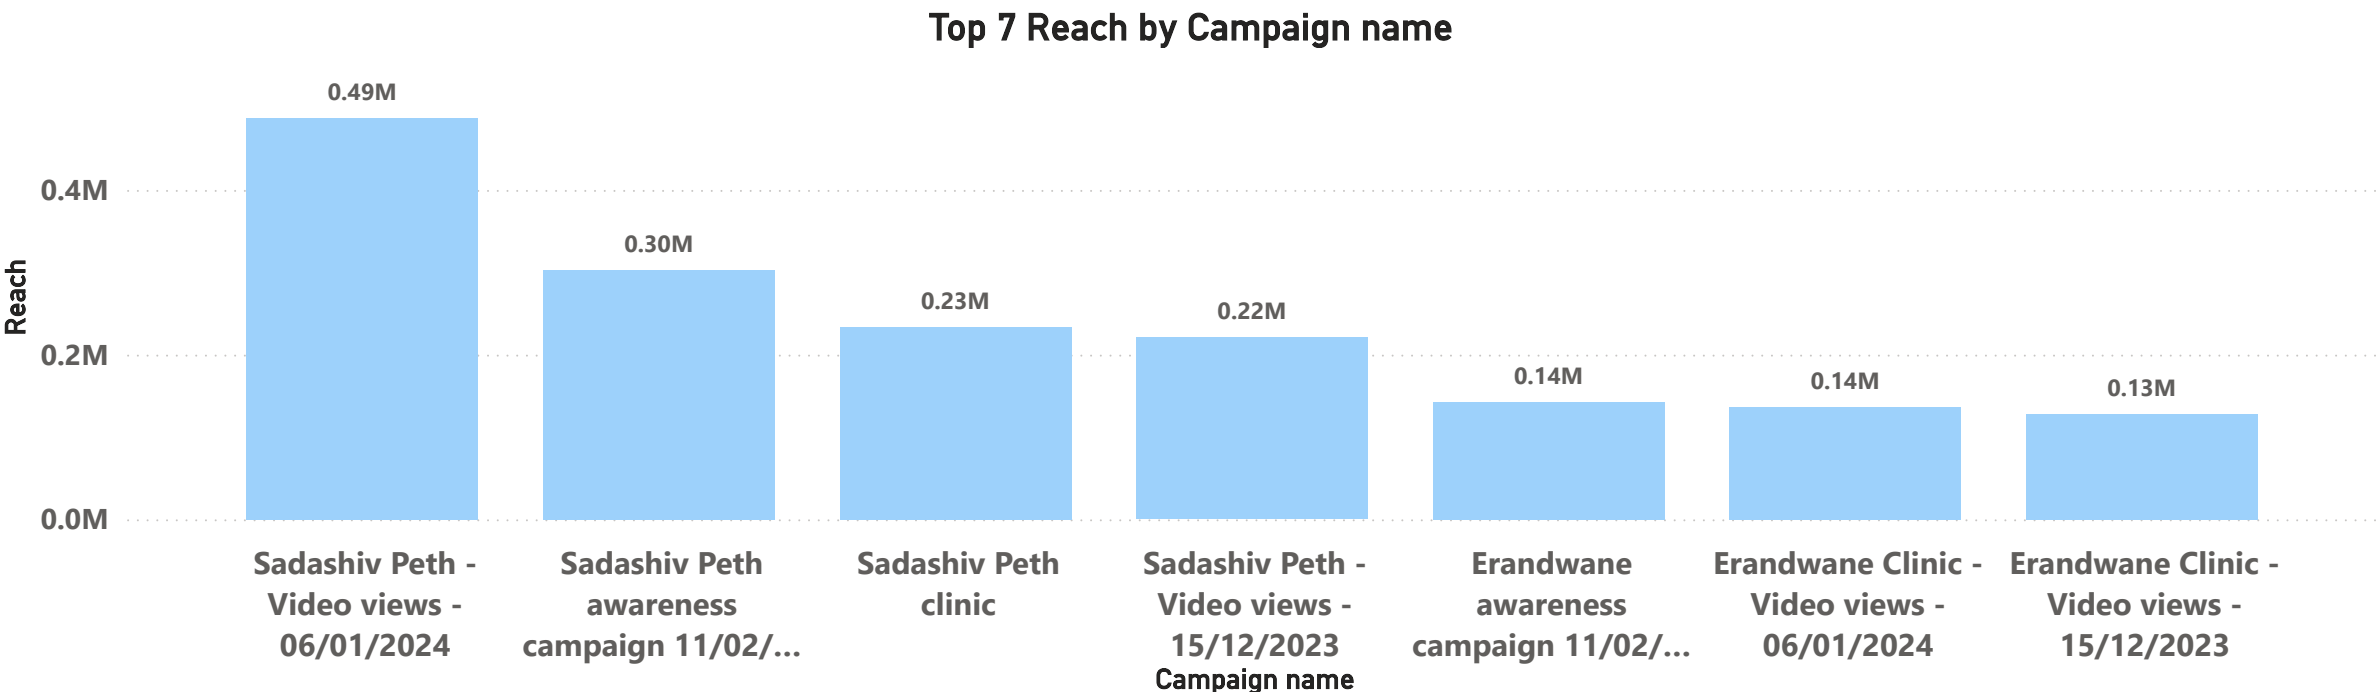 Top 7 Reach by Campaign name
0.49M
0.4M
0.30M
0.23M
0.22M
0.2M
0.14M
0.14M
0.13M
0.0M
Reach
Sadashiv Peth -
Video views -
06/01/2024
Sadashiv Peth
awareness
campaign 11/02/...
Sadashiv Peth
clinic
Sadashiv Peth -
Video views -
15/12/2023
Erandwane
awareness
campaign 11/02/...
Erandwane Clinic -
Video views -
06/01/2024
Erandwane Clinic -
Video views -
15/12/2023
Campaign name